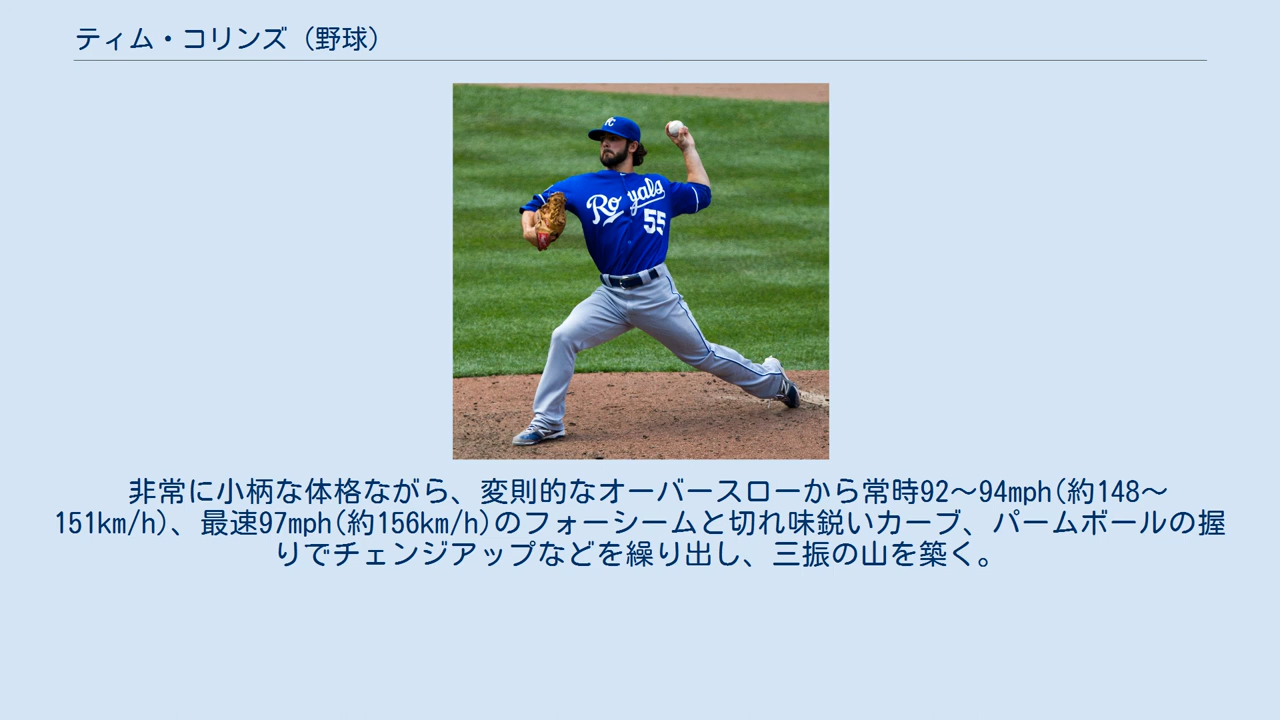 ティム・コリンズ（野球）
KC
Royals
55
非常に小柄な体格ながら、変則的なオーバースローから常時92〜94mph(約148〜
151km/h)、最速97mph(約156km/h)のフォーシームと切れ味鋭いカーブ、パームボールの握
りでチェンジアップなどを繰り出し、三振の山を築く。